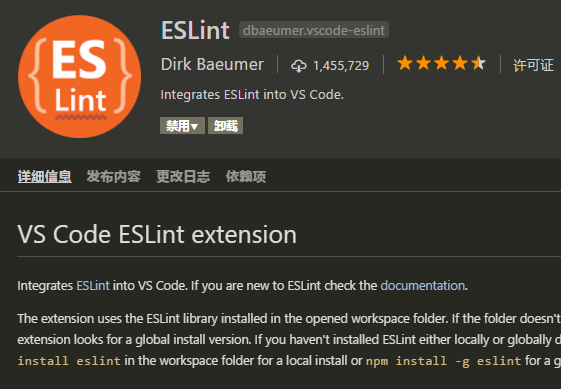 ES
Lint
ESLint dbaeumer.vscode-eslint
Dirk Baeumer 1,455,729 许可证
Integrates ESLint into VS Code.
禁用 卸载
详细信息 发布内容 更改日志 依赖项
VS Code ESLint extension
Integrates ESLint into VS Code. If you are new to ESLint check the documentation.
The extension uses the ESLint library installed in the opened workspace folder. If the folder doesn't
extension looks for a global install version. If you haven't installed ESLint either locally or globally d
install eslint in the workspace folder for a local install or npm install -g eslint for a g